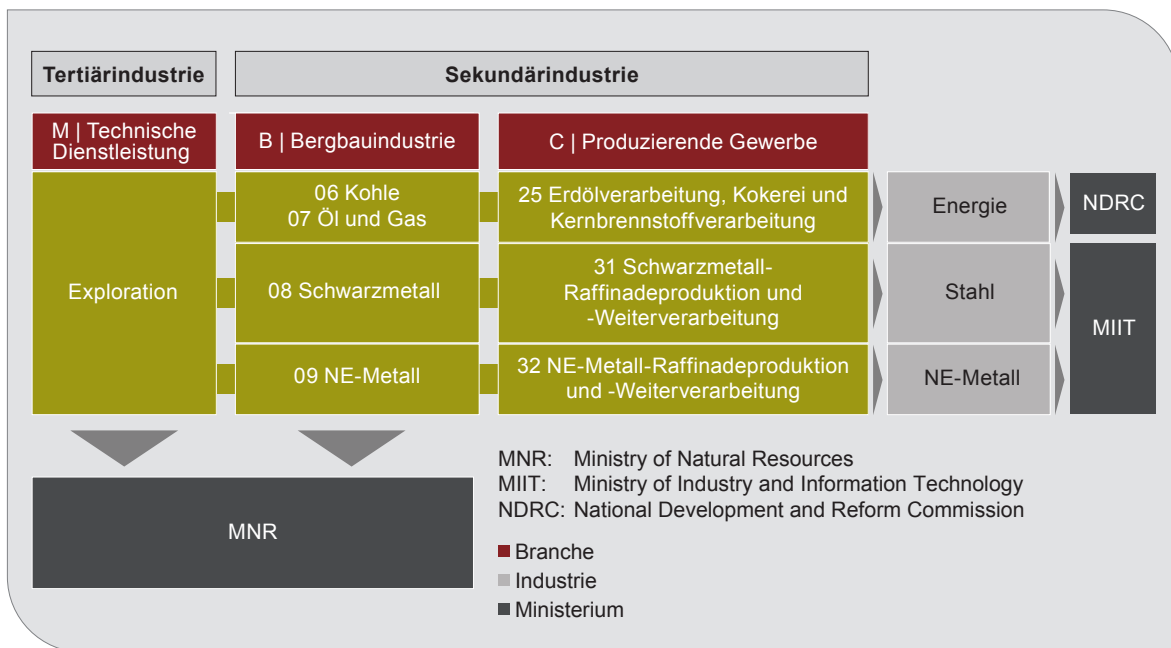 Tertiärindustrie
Sekundärindustrie
M | Technische
Dienstleistung
B | Bergbauindustrie
C | Produzierende Gewerbe
Exploration
06 Kohle
07 Öl und Gas
25 Erdölverarbeitung, Kokerei und
Kernbrennstoffverarbeitung
Energie
NDRC
08 Schwarzmetall
31 Schwarzmetall-
Raffinadeproduktion und
-Weiterverarbeitung
Stahl
MIIT
09 NE-Metall
32 NE-Metall-Raffinadeproduktion
und -Weiterverarbeitung
NE-Metall
MNR
MNR: Ministry of Natural Resources
MIIT: Ministry of Industry and Information Technology
NDRC: National Development and Reform Commission
Branche
Industrie
Ministerium